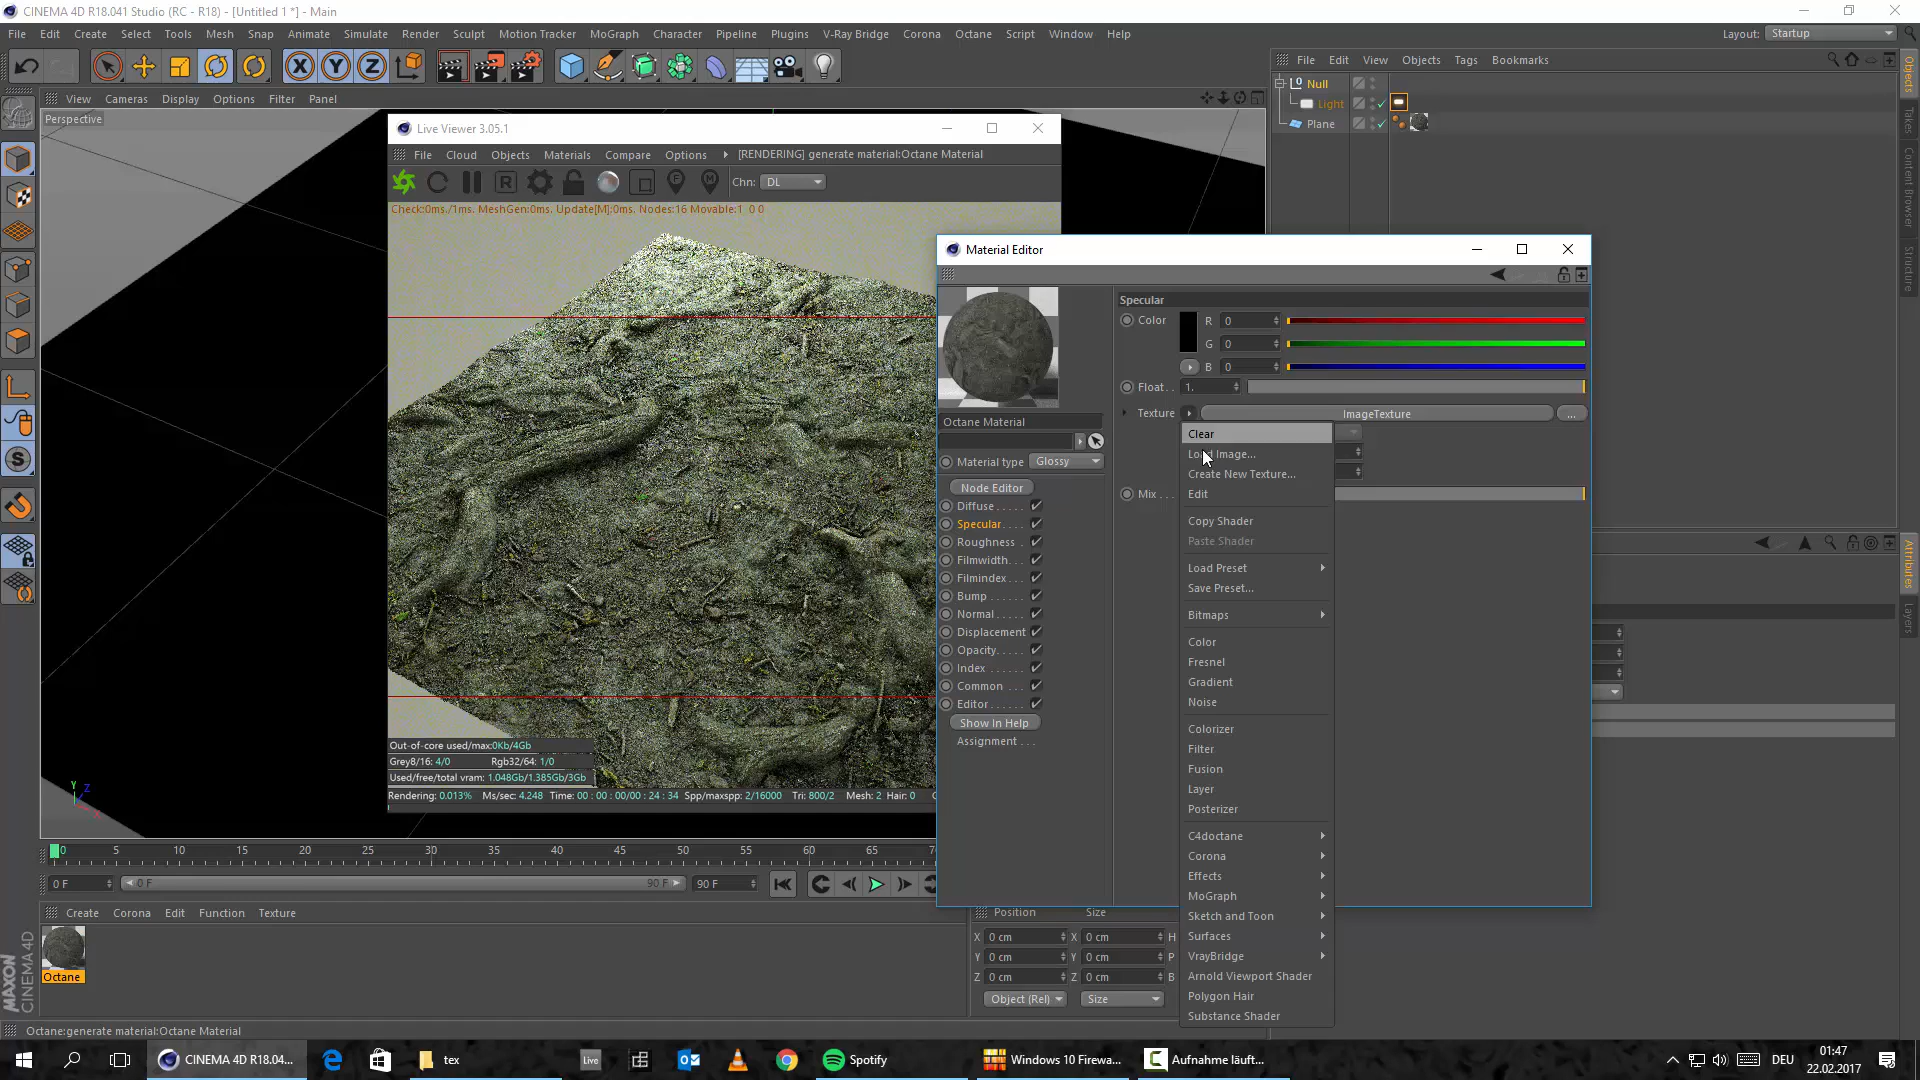 CINEMA 4D R18.041 Studio (RC - R18) - [Untitled 1 *] - Main
File Edit Create Select Tools Mesh Snap Animate Simulate Render Sculpt Motion Tracker MoGraph Character Pipeline Plugins V-Ray Bridge Corona Octane Script Window Help
Layout: Startup
File Edit View Objects Tags Bookmarks
Null
Light
Plane
Objects
Takes
Content Browser
Structure
View Cameras Display Options Filter Panel
Perspective
Live Viewer 3.05.1
File Cloud Objects Materials Compare Options [RENDERING] generate material:Octane Material
Chn: DL
Check:0ms./1ms. MeshGen:0ms. Update[M];0ms. Nodes:16 Movable:1 0 0
Out-of-core used/max:0Kb/4Gb
Grey8/16: 4/0 Rgb32/64: 1/0
Used/free/total vram: 1.048Gb/1.385Gb/3Gb
Rendering: 0.013% Ms/sec: 4.248 Time: 00 : 00 : 00/00 : 24 : 34 Spp/maxspp: 2/16000 Tri: 800/2 Mesh: 2 Hair: 0
Material Editor
Octane Material
Material type Glossy
Node Editor
Diffuse . . . . .
Specular. . . .
Roughness .
Filmwidth. . .
Filmindex . . .
Bump . . . . . .
Normal. . . . .
Displacement
Opacity. . . . .
Index . . . . . .
Common . . .
Editor. . . . . .
Show In Help
Assignment . . .
Specular
Color
R 0
G 0
B 0
Float . . 1.
Texture ImageTexture ...
Mix . . .
Clear
Load Image...
Create New Texture...
Edit
Copy Shader
Paste Shader
Load Preset
Save Preset...
Bitmaps
Color
Fresnel
Gradient
Noise
Colorizer
Filter
Fusion
Layer
Posterizer
C4doctane
Corona
Effects
MoGraph
Sketch and Toon
Surfaces
VrayBridge
Arnold Viewport Shader
Polygon Hair
Substance Shader
Attributes
Layers
Y Z X
0 5 10 15 20 25 30 35 40 45 50 55 60 65
0 F 0 F 90 F 90 F
Create Corona Edit Function Texture
Octane
MAXON
CINEMA 4D
Position Size
X 0 cm X 0 cm H
Y 0 cm Y 0 cm P
Z 0 cm Z 0 cm B
Object (Rel) Size
Octane:generate material:Octane Material
CINEMA 4D R18.04...
tex
Live
Spotify
Windows 10 Firewa...
Aufnahme läuft...
DEU
01:47
22.02.2017